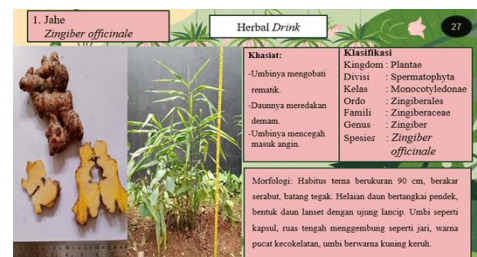 1. Jahe
Zingiber officinale
Herbal Drink
27
Khasiat:
-Umbinya mengobati
rematik.
-Daunnya meredakan
demam.
-Umbinya mencegah
masuk angin.
Klasifikasi
Kingdom : Plantae
Divisi : Spermatophyta
Kelas : Monocotyledonae
Ordo : Zingiberales
Famili : Zingiberaceae
Genus : Zingiber
Spesies : Zingiber
officinale
Morfologi: Habitus terna berukuran 90 cm, berakar
serabut, batang tegak. Helaian daun bertangkai pendek,
bentuk daun lanset dengan ujung lancip. Umbi seperti
kapsul, ruas tengah menggembung seperti jari, warna
pucat kecokelatan, umbi berwarna kuning keruh.